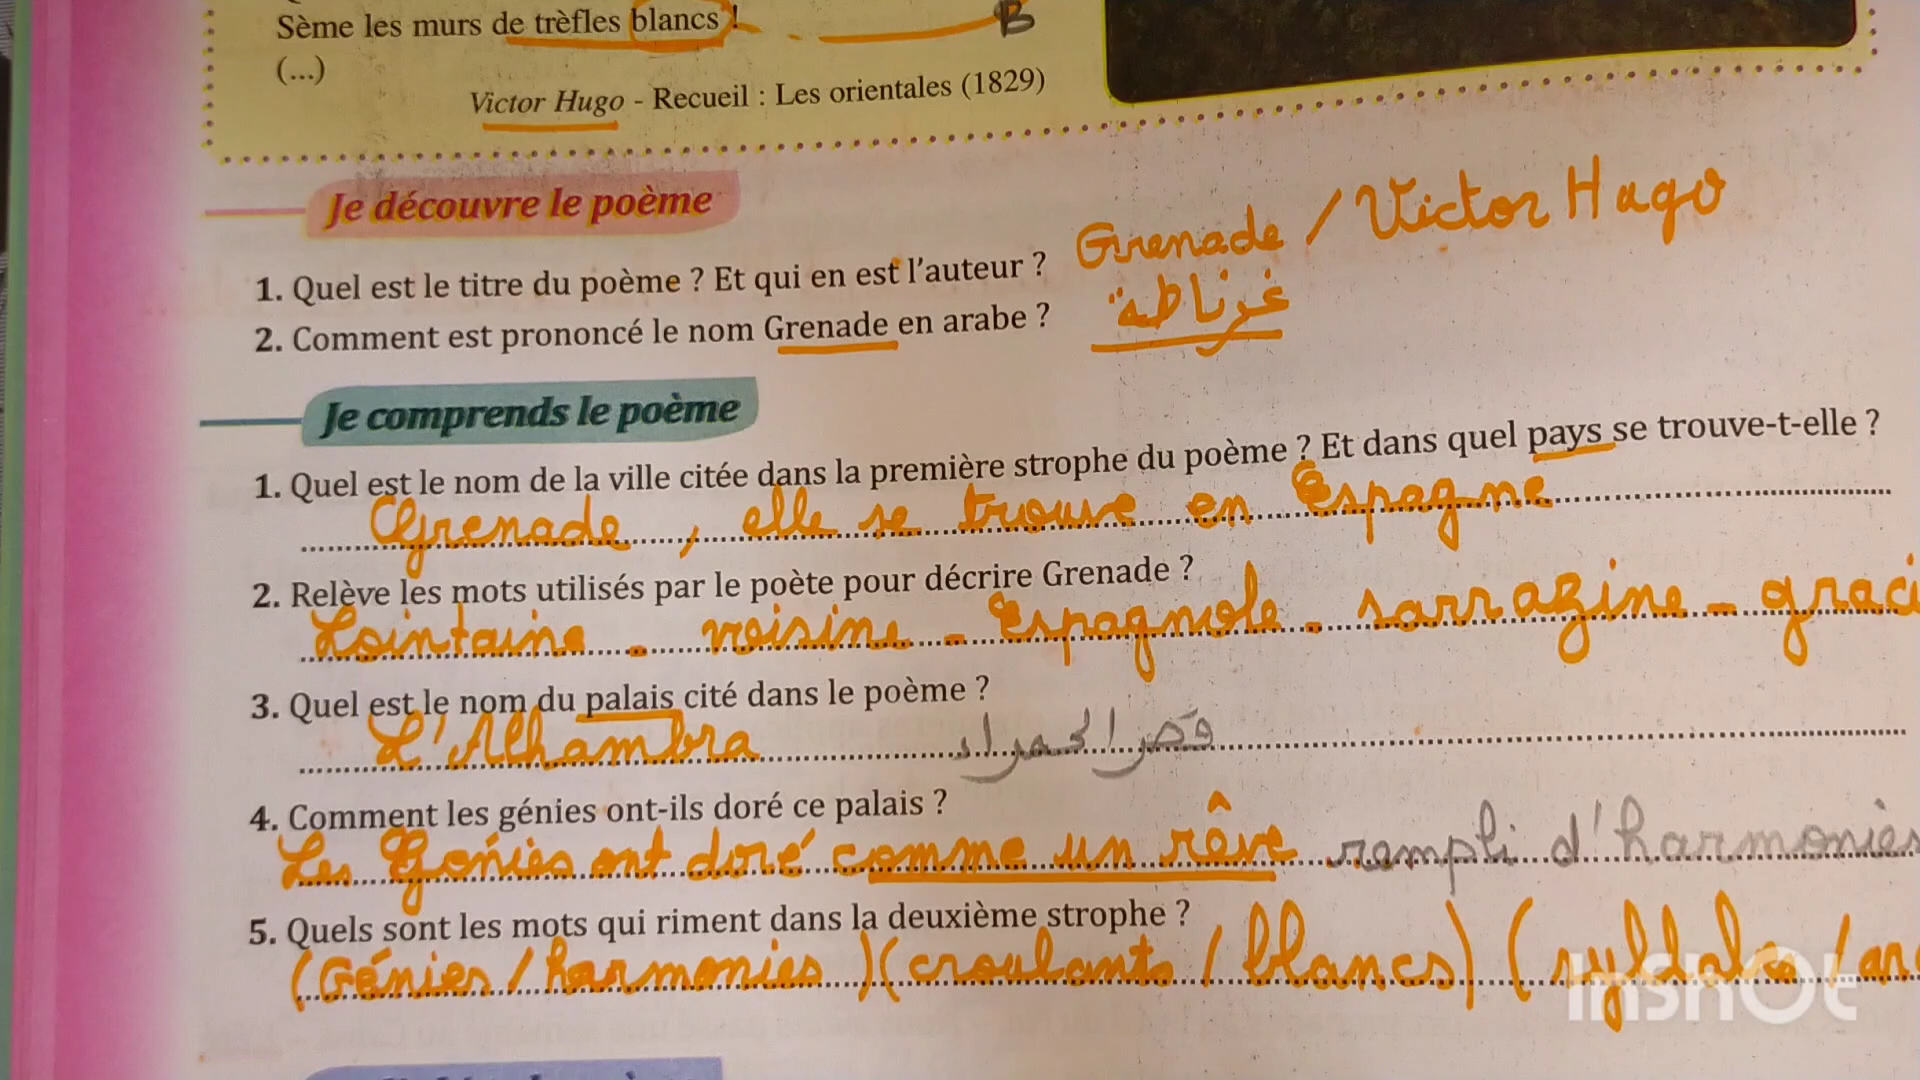 Sème les murs de trèfles blancs ! B
(...)
Victor Hugo - Recueil : Les orientales (1829)
Je découvre le poème
1. Quel est le titre du poème ? Et qui en est l'auteur ? Grenade / Victor Hugo
2. Comment est prononcé le nom Grenade en arabe ? غرناطة
Je comprends le poème
1. Quel est le nom de la ville citée dans la première strophe du poème ? Et dans quel pays se trouve-t-elle ?
Grenade, elle se trouve en Espagne
2. Relève les mots utilisés par le poète pour décrire Grenade ?
Lointaine - voisine - Espagnole - sarrazine - graci
3. Quel est le nom du palais cité dans le poème ?
L'Alhambra قصر الحمراء
4. Comment les génies ont-ils doré ce palais ?
Les Génies ont doré comme un rêve rempli d'harmonies
5. Quels sont les mots qui riment dans la deuxième strophe ?
(Génies / harmonies) (croulants / blancs) (
InShOt